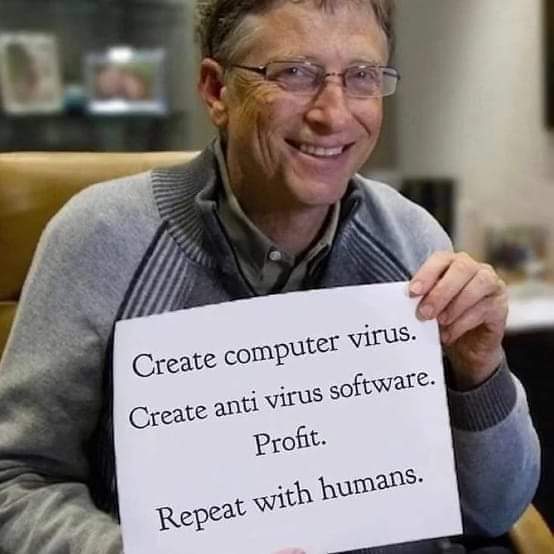 Create computer virus.
Create anti virus software.
Profit.
Repeat with humans.